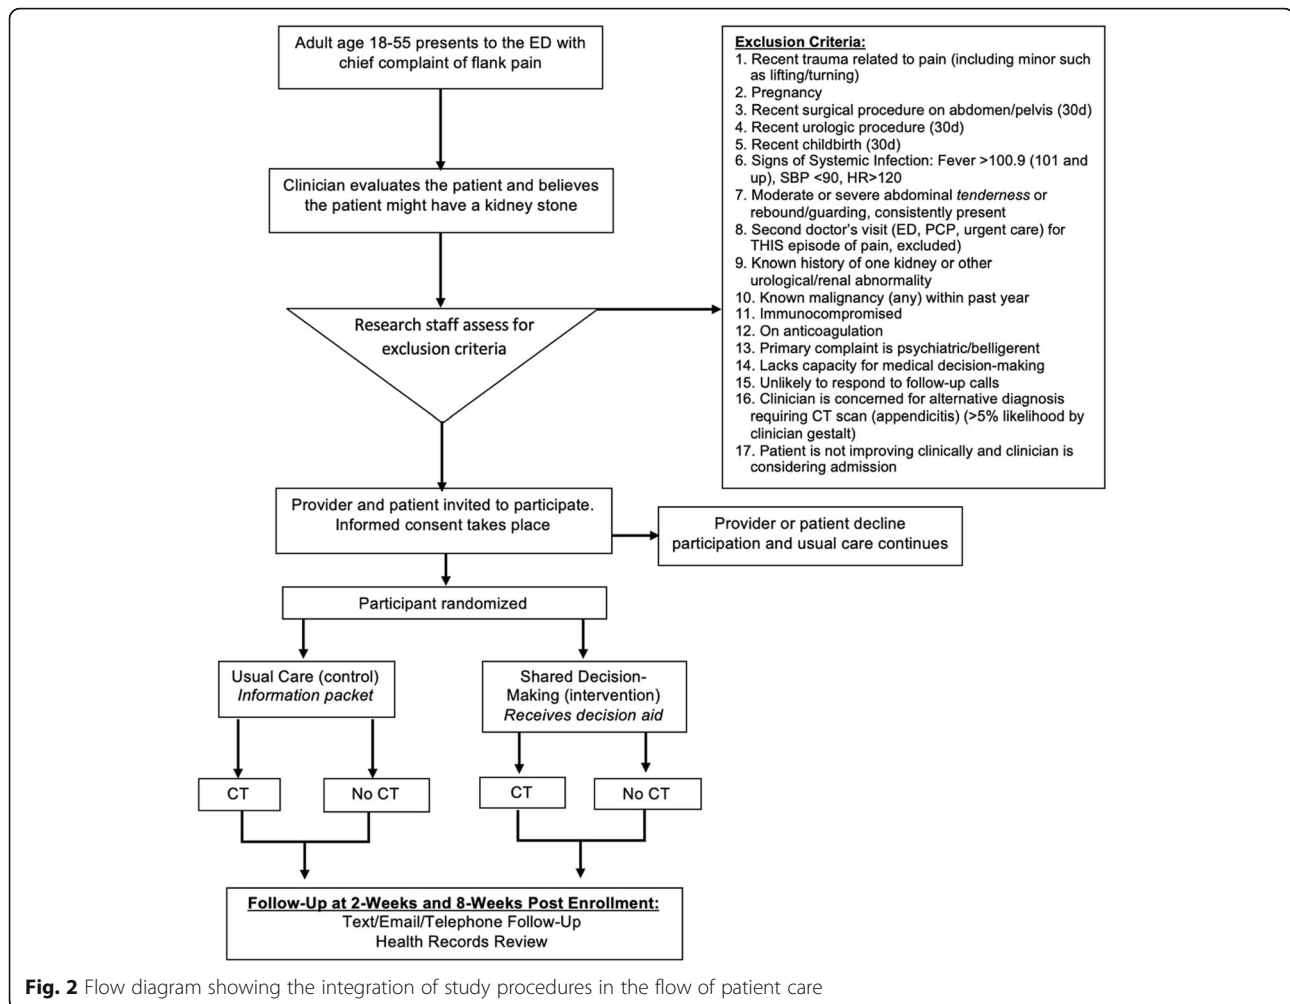 Adult age 18-55 presents to the ED with
chief complaint of flank pain
Clinician evaluates the patient and believes
the patient might have a kidney stone
Research staff assess for
exclusion criteria
Exclusion Criteria:
1. Recent trauma related to pain (including minor such
as lifting/turning)
2. Pregnancy
3. Recent surgical procedure on abdomen/pelvis (30d)
4. Recent urologic procedure (30d)
5. Recent childbirth (30d)
6. Signs of Systemic Infection: Fever >100.9 (101 and
up), SBP <90, HR>120
7. Moderate or severe abdominal tenderness or
rebound/guarding, consistently present
8. Second doctor's visit (ED, PCP, urgent care) for
THIS episode of pain, excluded)
9. Known history of one kidney or other
urological/renal abnormality
10. Known malignancy (any) within past year
11. Immunocompromised
12. On anticoagulation
13. Primary complaint is psychiatric/belligerent
14. Lacks capacity for medical decision-making
15. Unlikely to respond to follow-up calls
16. Clinician is concerned for alternative diagnosis
requiring CT scan (appendicitis) (>5% likelihood by
clinician gestalt)
17. Patient is not improving clinically and clinician is
considering admission
Provider and patient invited to participate.
Informed consent takes place
Provider or patient decline
participation and usual care continues
Participant randomized
Usual Care (control)
Information packet
Shared Decision-
Making (intervention)
Receives decision aid
CT
No CT
CT
No CT
Follow-Up at 2-Weeks and 8-Weeks Post Enrollment:
Text/Email/Telephone Follow-Up
Health Records Review
Fig. 2 Flow diagram showing the integration of study procedures in the flow of patient care